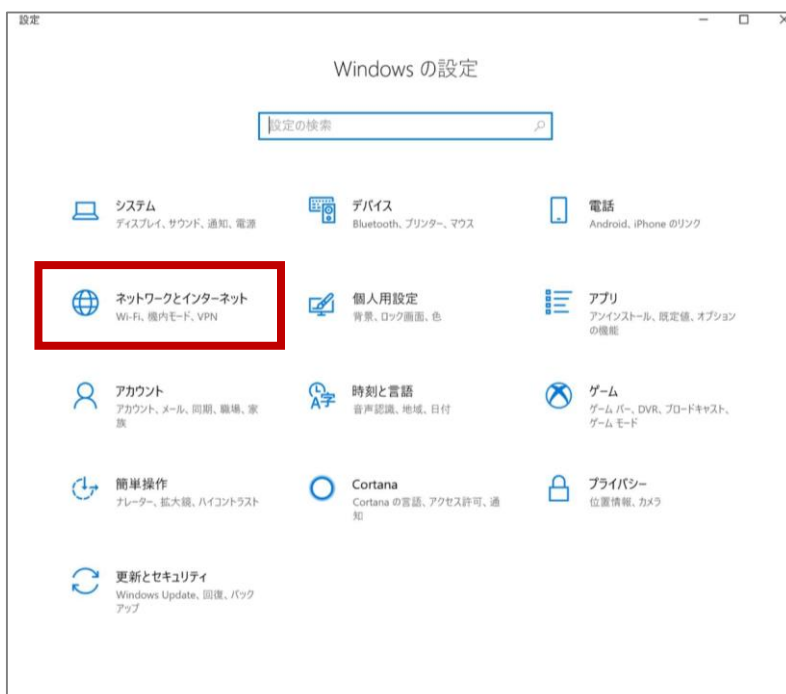 設定
Windows の設定
設定の検索
システム
ディスプレイ、サウンド、通知、電源
デバイス
Bluetooth、プリンター、マウス
電話
Android、iPhone のリンク
ネットワークとインターネット
Wi-Fi、機内モード、VPN
個人用設定
背景、ロック画面、色
アプリ
アンインストール、既定値、オプション
の機能
アカウント
アカウント、メール、同期、職場、家
族
時刻と言語
音声認識、地域、日付
ゲーム
ゲーム バー、DVR、ブロードキャスト、
ゲーム モード
簡単操作
ナレーター、拡大鏡、ハイコントラスト
Cortana
Cortana の言語、アクセス許可、通
知
プライバシー
位置情報、カメラ
更新とセキュリティ
Windows Update、回復、バック
アップ